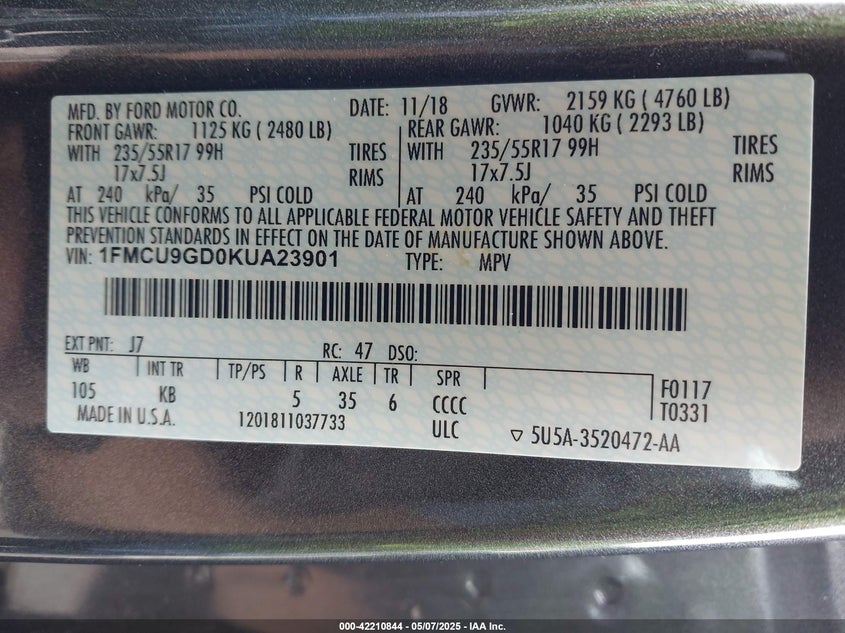 MFD. BY FORD MOTOR CO. DATE: 11/18 GVWR: 2159 KG ( 4760 LB)
FRONT GAWR: 1125 KG ( 2480 LB) REAR GAWR: 1040 KG ( 2293 LB)
WITH 235/55R17 99H TIRES WITH 235/55R17 99H TIRES
17x7.5J RIMS 17x7.5J RIMS
AT 240 kPa/ 35 PSI COLD AT 240 kPa/ 35 PSI COLD
THIS VEHICLE CONFORMS TO ALL APPLICABLE FEDERAL MOTOR VEHICLE SAFETY AND THEFT
PREVENTION STANDARDS IN EFFECT ON THE DATE OF MANUFACTURE SHOWN ABOVE.
VIN: 1FMCU9GD0KUA23901 TYPE: MPV
EXT PNT: J7 RC: 47 DSO:
WB INT TR TP/PS R AXLE TR SPR F0117
105 KB 5 35 6 CCCC T0331
MADE IN U.S.A. 1201811037733 ULC ▽ 5U5A-3520472-AA
000-42210844 - 05/07/2025 - IAA Inc.